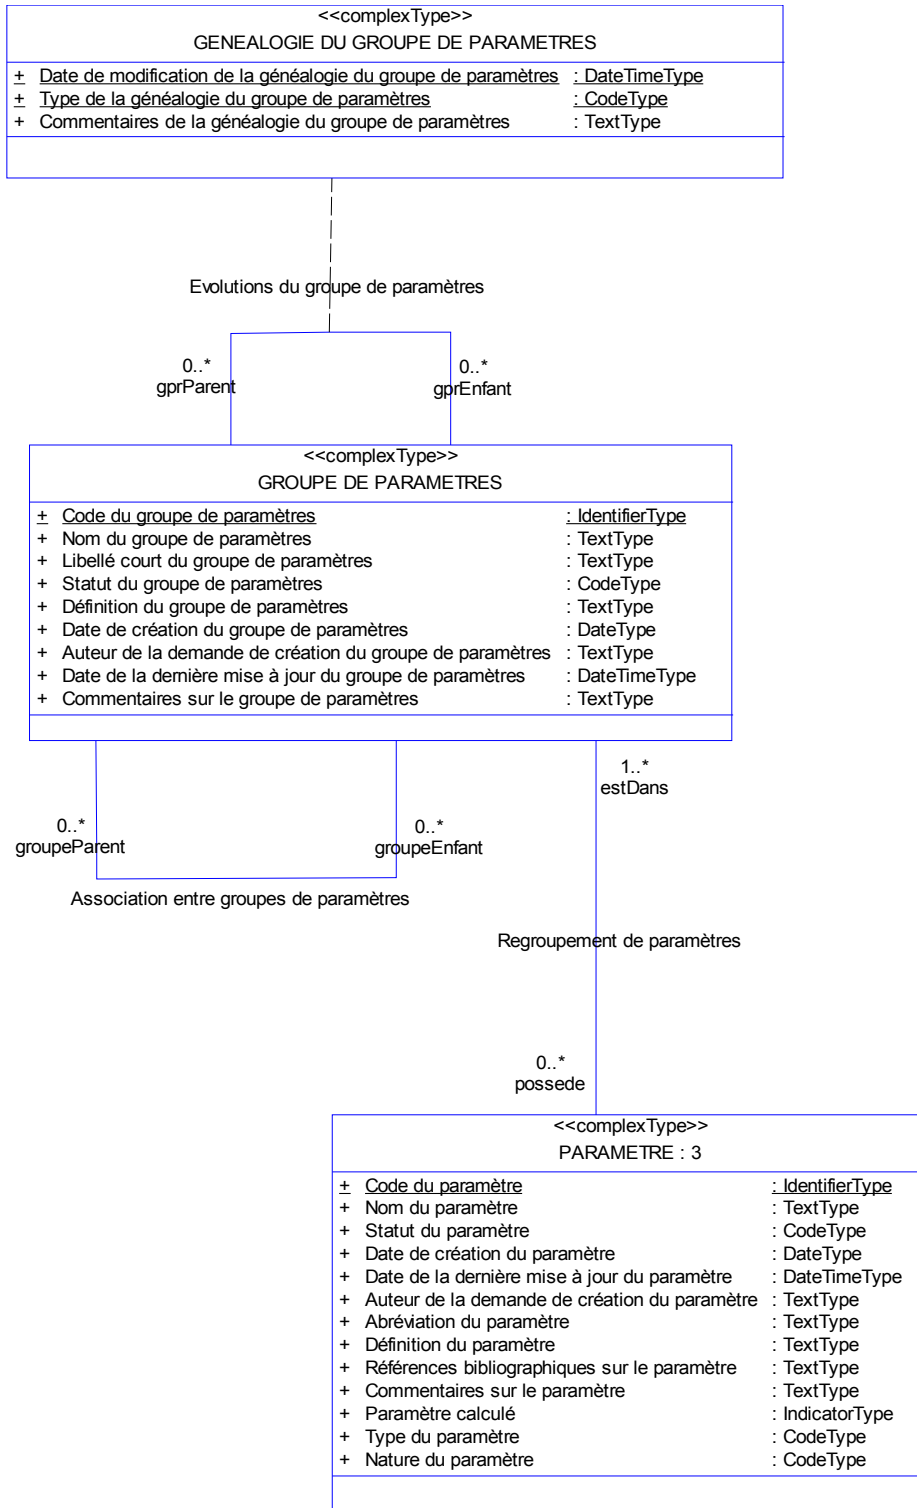 <<complexType>>
GENEALOGIE DU GROUPE DE PARAMETRES
+ Date de modification de la généalogie du groupe de paramètres : DateTimeType
+ Type de la généalogie du groupe de paramètres : CodeType
+ Commentaires de la généalogie du groupe de paramètres : TextType
Evolutions du groupe de paramètres
0..* 0..*
gprParent gprEnfant
<<complexType>>
GROUPE DE PARAMETRES
+ Code du groupe de paramètres : IdentifierType
+ Nom du groupe de paramètres : TextType
+ Libellé court du groupe de paramètres : TextType
+ Statut du groupe de paramètres : CodeType
+ Définition du groupe de paramètres : TextType
+ Date de création du groupe de paramètres : DateType
+ Auteur de la demande de création du groupe de paramètres : TextType
+ Date de la dernière mise à jour du groupe de paramètres : DateTimeType
+ Commentaires sur le groupe de paramètres : TextType
1..*
estDans
0..* 0..*
groupeParent groupeEnfant
Association entre groupes de paramètres
Regroupement de paramètres
0..*
possede
<<complexType>>
PARAMETRE : 3
+ Code du paramètre : IdentifierType
+ Nom du paramètre : TextType
+ Statut du paramètre : CodeType
+ Date de création du paramètre : DateType
+ Date de la dernière mise à jour du paramètre : DateTimeType
+ Auteur de la demande de création du paramètre : TextType
+ Abréviation du paramètre : TextType
+ Définition du paramètre : TextType
+ Références bibliographiques sur le paramètre : TextType
+ Commentaires sur le paramètre : TextType
+ Paramètre calculé : IndicatorType
+ Type du paramètre : CodeType
+ Nature du paramètre : CodeType